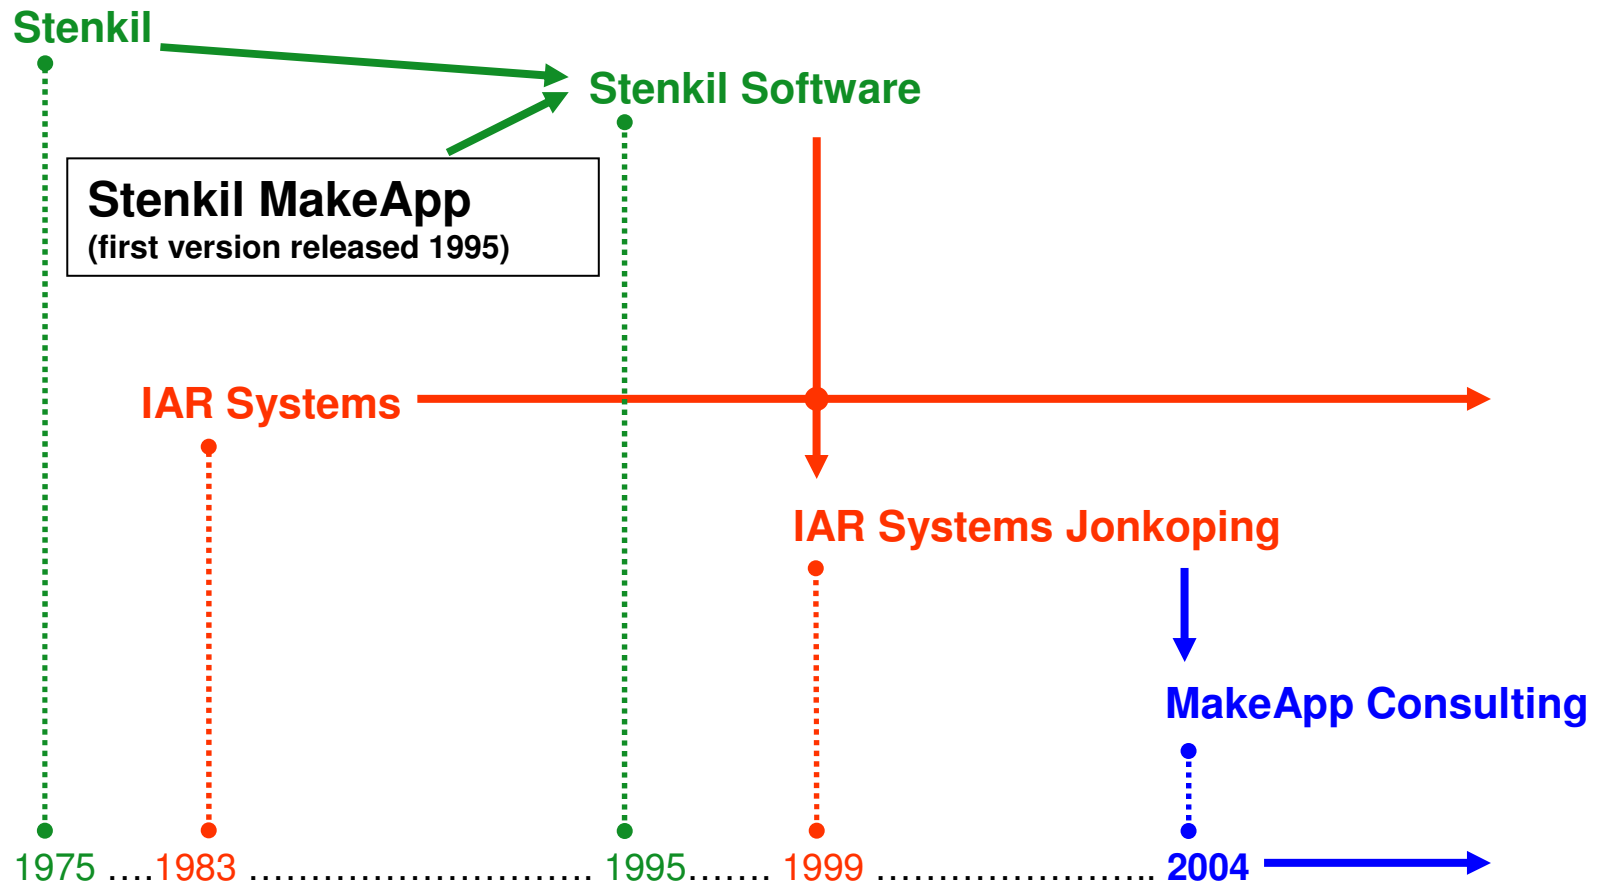 Stenkil
Stenkil Software
Stenkil MakeApp
(first version released 1995)
IAR Systems
IAR Systems Jonkoping
MakeApp Consulting
1975 ....1983 ............................. 1995....... 1999 ........................ 2004